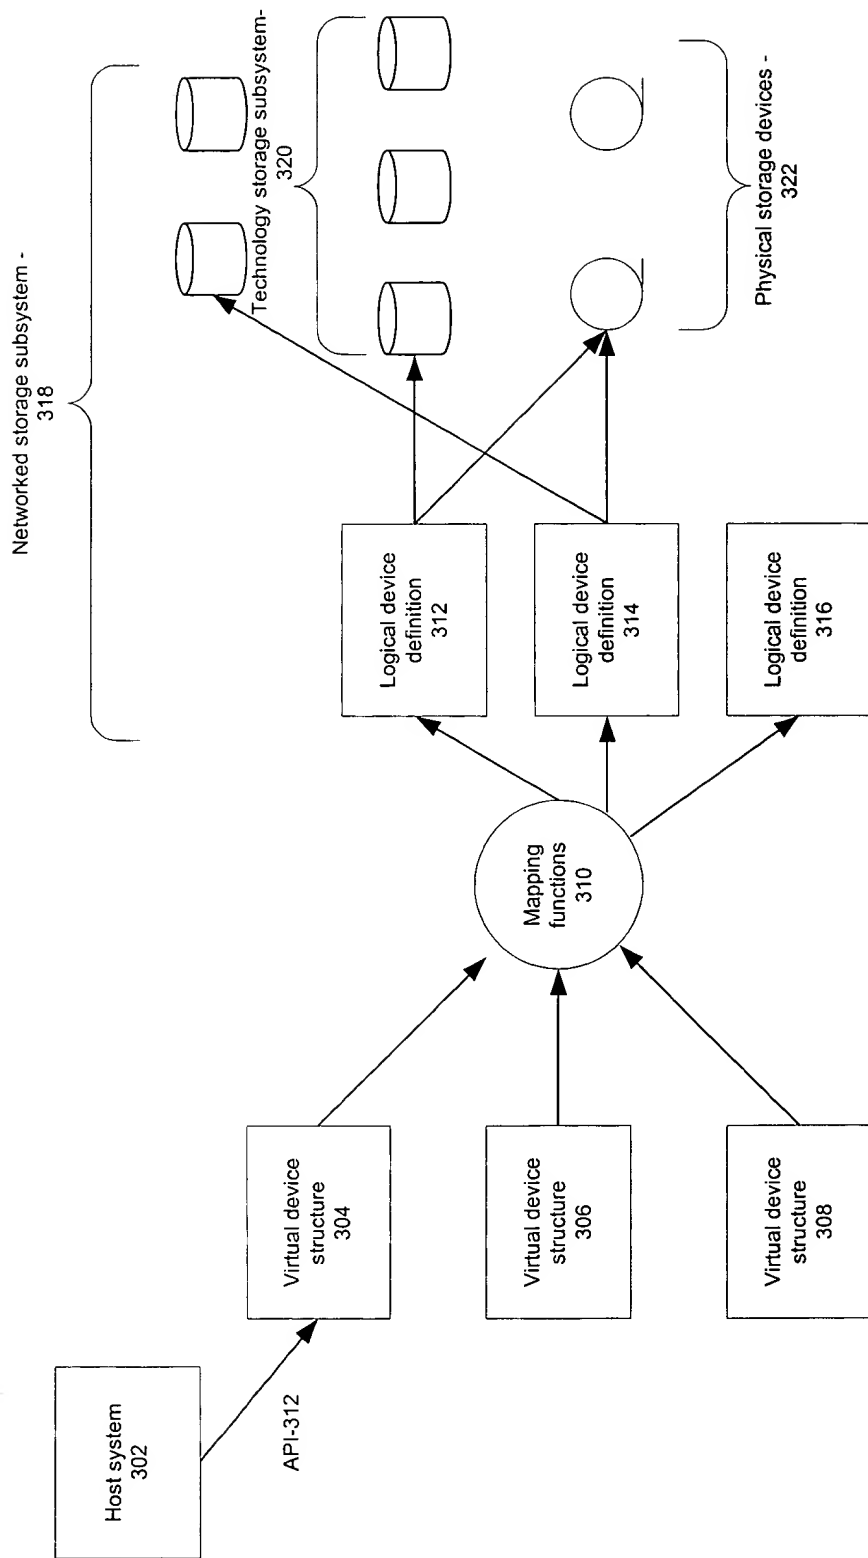 Host system
302
API-312
Virtual device
structure
304
Virtual device
structure
306
Virtual device
structure
308
Mapping
functions
310
Networked storage subsystem -
318
Logical device
definition
312
Logical device
definition
314
Logical device
definition
316
Technology storage subsystem-
320
Physical storage devices -
322